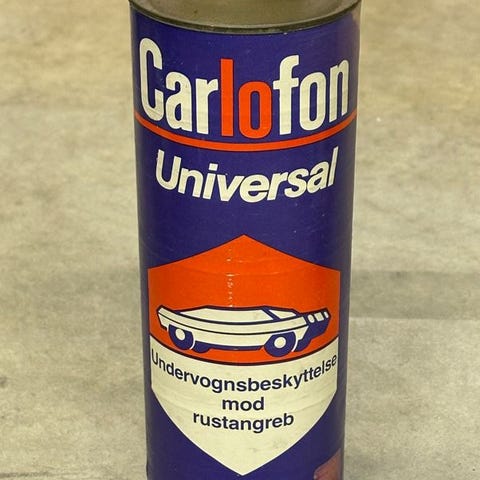 Carlofon
Universal
Undervognsbeskyttelse
mod
rustangreb